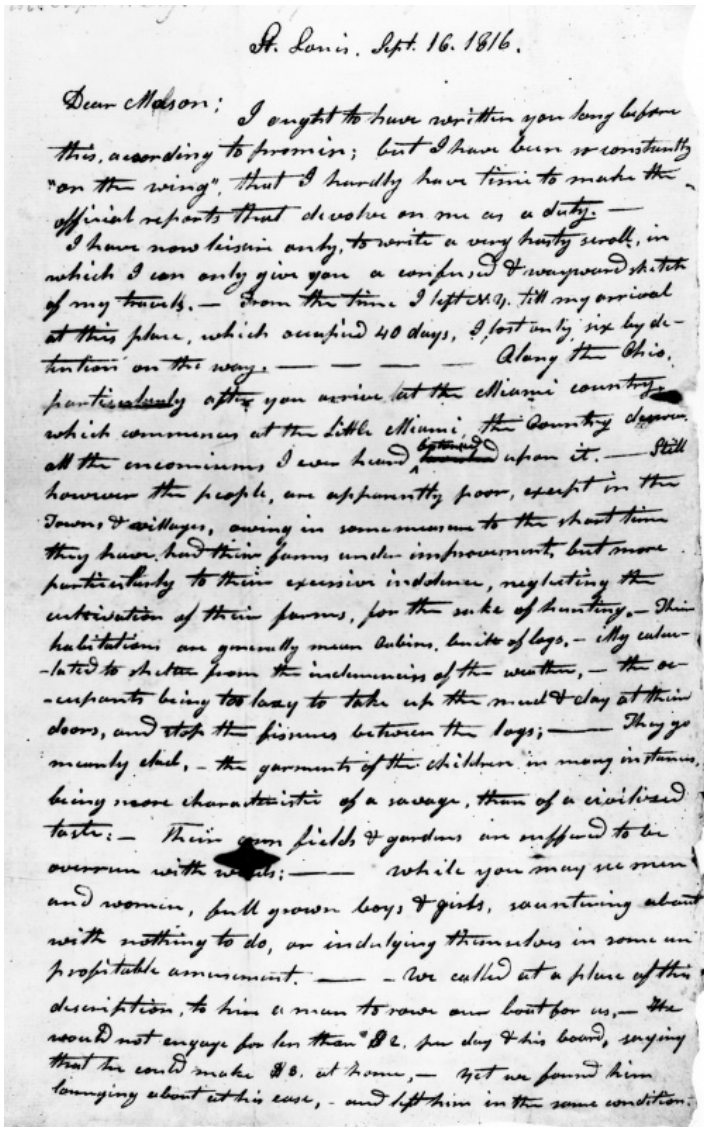 St. Louis. Sept. 16. 1816.
Dear Mason;
I ought to have written you long before
this, according to promise; but I have been so constantly
"on the wing", that I hardly have time to make the
official reports that devolve on me as a duty. —
I have now leisure only, to write a very hasty scroll, in
which I can only give you a confused & wayward sketch
of my travels. — From the time I left N.Y. till my arrival
at this place, which occupied 40 days, I lost only six by de-
tention on the way. — — — — Along the Ohio,
particularly after you arrive at the Miami country,
which commences at the Little Miami, the Country deserves
all the encomiums I ever heard bestowed upon it. — Still
however the people, are apparently poor, except in the
Towns & villages, owing in some measure to the short time
they have had their farms under improvement, but more
particularly to their excessive indolence, neglecting the
cultivation of their farms, for the sake of hunting. — Their
habitations are generally mean Cabins, built of logs, — illy calcu-
-lated to shelter from the inclemencies of the weather, — the oc-
-cupants being too lazy to take up the mud & clay at their
doors, and stop the fissures between the logs; — They go
meanly clad, — the garments of the children in many instances,
being more characteristic of a savage, than of a civilized
taste: — Their own fields & gardens are suffered to be
overrun with weeds; — while you may see men
and women, full grown boys & girls, sauntering about
with nothing to do, or indulging themselves in some un
profitable amusement. — — We called at a place of this
description, to hire a man to row our boat for us, — He
would not engage for less than $2. per day & his board, saying
that he could make $3. at home, — yet we found him
lounging about at his ease, — and left him in the same condition.